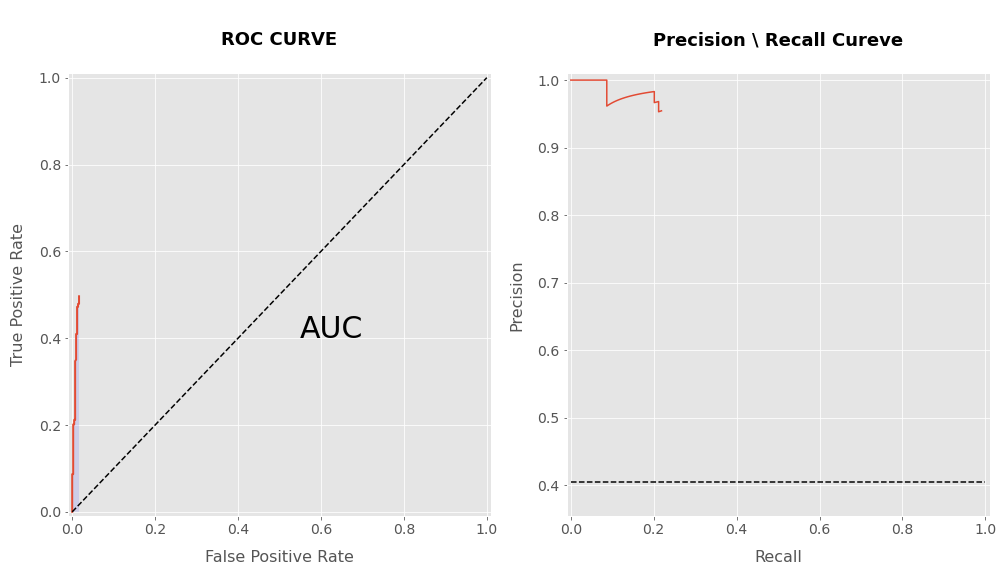 ROC CURVE
1.0
0.8
0.6
0.4
0.2
0.0
True Positive Rate
AUC
0.0 0.2 0.4 0.6 0.8 1.0
False Positive Rate
Precision \ Recall Cureve
1.0
0.9
0.8
0.7
0.6
0.5
0.4
Precision
0.0 0.2 0.4 0.6 0.8 1.0
Recall